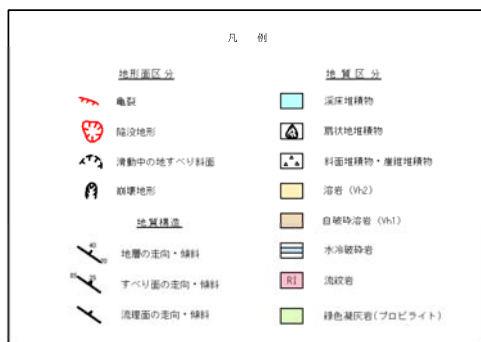 凡 例
地形面区分
亀裂
陥没地形
滑動中の地すべり斜面
崩壊地形
地質構造
40
地層の走向・傾斜
すべり面の走向・傾斜
流理面の走向・傾斜
地質区分
渓床堆積物
扇状地堆積物
斜面堆積物・崖錐堆積物
溶岩 (Vh2)
自破砕溶岩 (Vh1)
水冷破砕岩
RI 流紋岩
緑色凝灰岩(プロピライト)